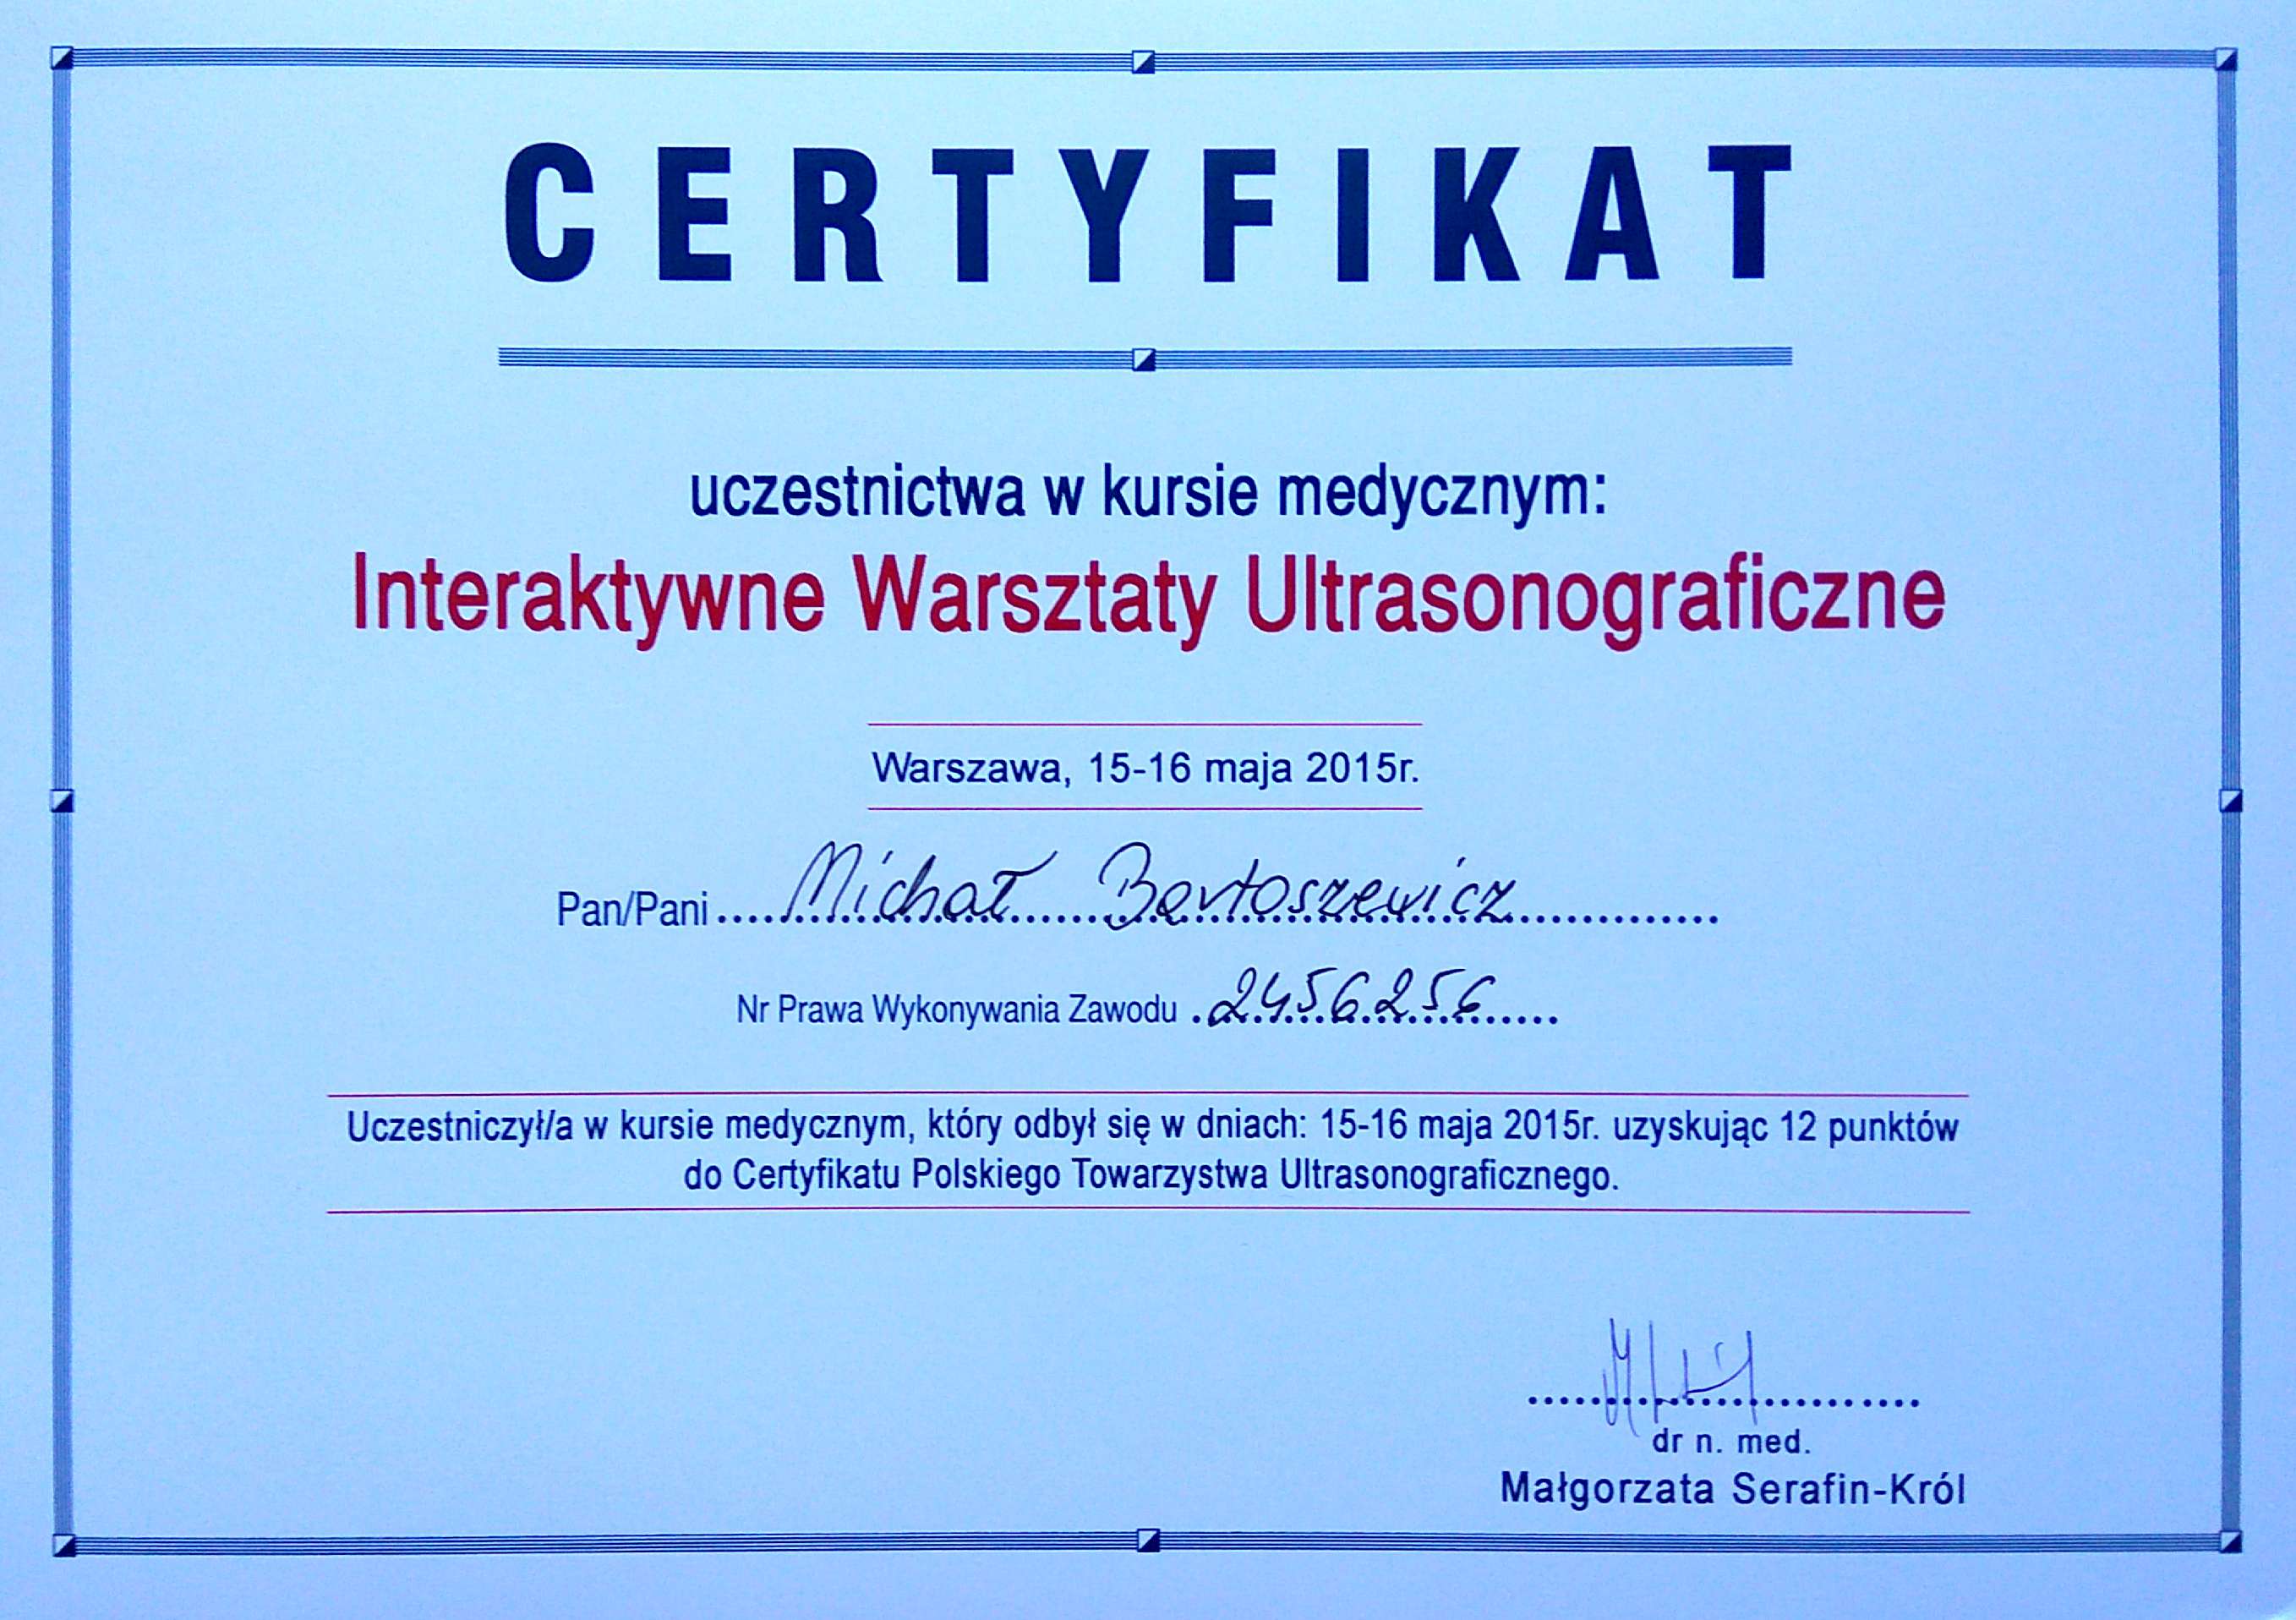 CERTYFIKAT
uczestnictwa w kursie medycznym:
Interaktywne Warsztaty Ultrasonograficzne
Warszawa, 15-16 maja 2015r.
Pan/Pani Michał Bartoszewicz
Nr Prawa Wykonywania Zawodu 2456256
Uczestniczył/a w kursie medycznym, który odbył się w dniach: 15-16 maja 2015r. uzyskując 12 punktów
do Certyfikatu Polskiego Towarzystwa Ultrasonograficznego.
dr n. med.
Małgorzata Serafin-Król